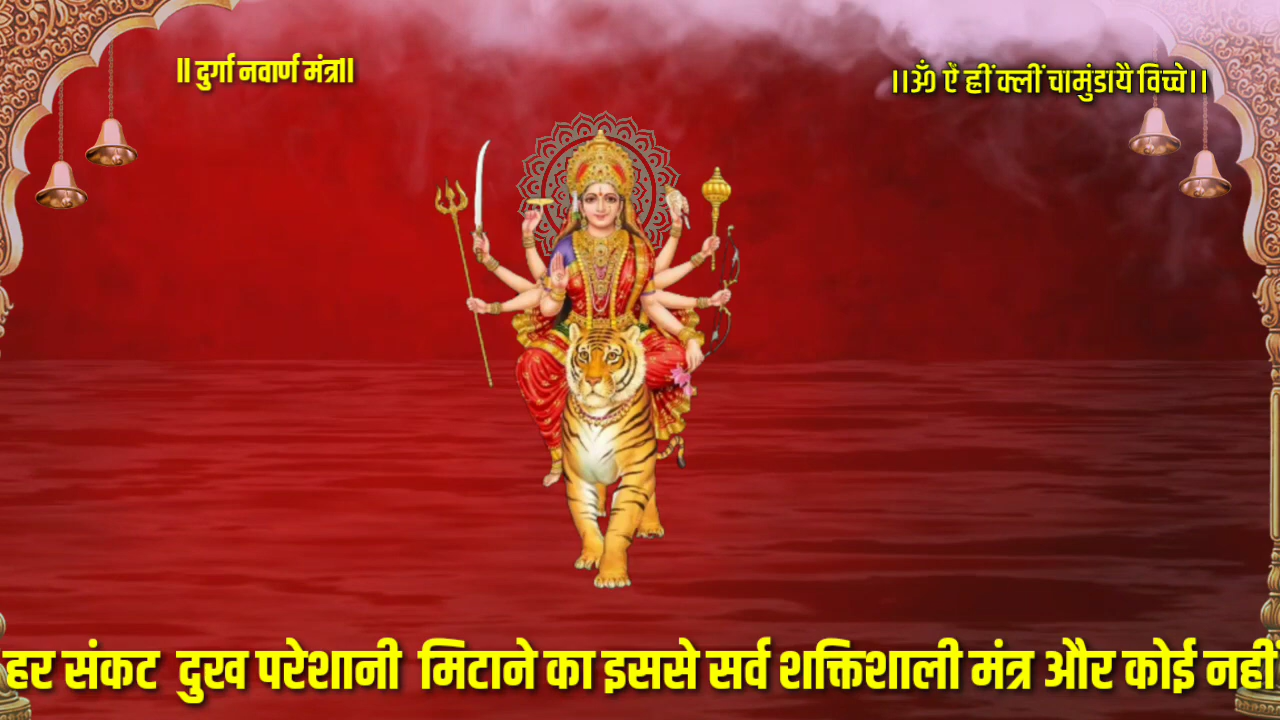 ॥ दुर्गा नवार्ण मंत्र॥
।।ॐ ऐं ह्रीं क्लीं चामुंडायै विच्चे।।
हर संकट दुख परेशानी मिटाने का इससे सर्व शक्तिशाली मंत्र और कोई नहीं